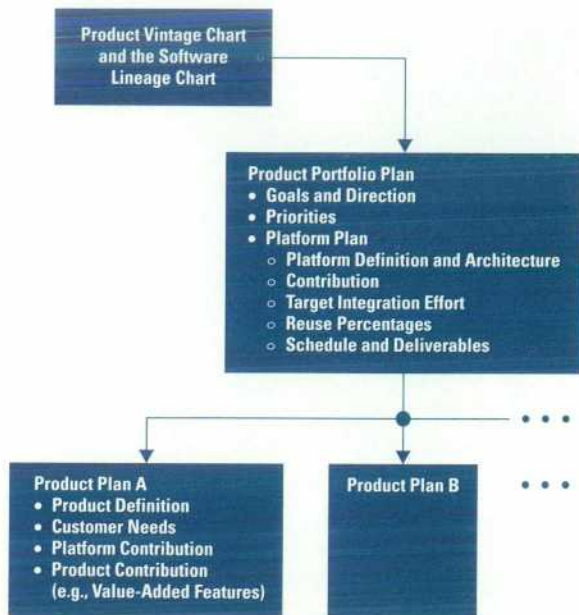 Product Vintage Chart
and the Software
Lineage Chart
Product Portfolio Plan
• Goals and Direction
• Priorities
• Platform Plan
○ Platform Definition and Architecture
○ Contribution
○ Target Integration Effort
○ Reuse Percentages
○ Schedule and Deliverables
• • •
Product Plan A
• Product Definition
• Customer Needs
• Platform Contribution
• Product Contribution
(e.g., Value-Added Features)
Product Plan B
• • •